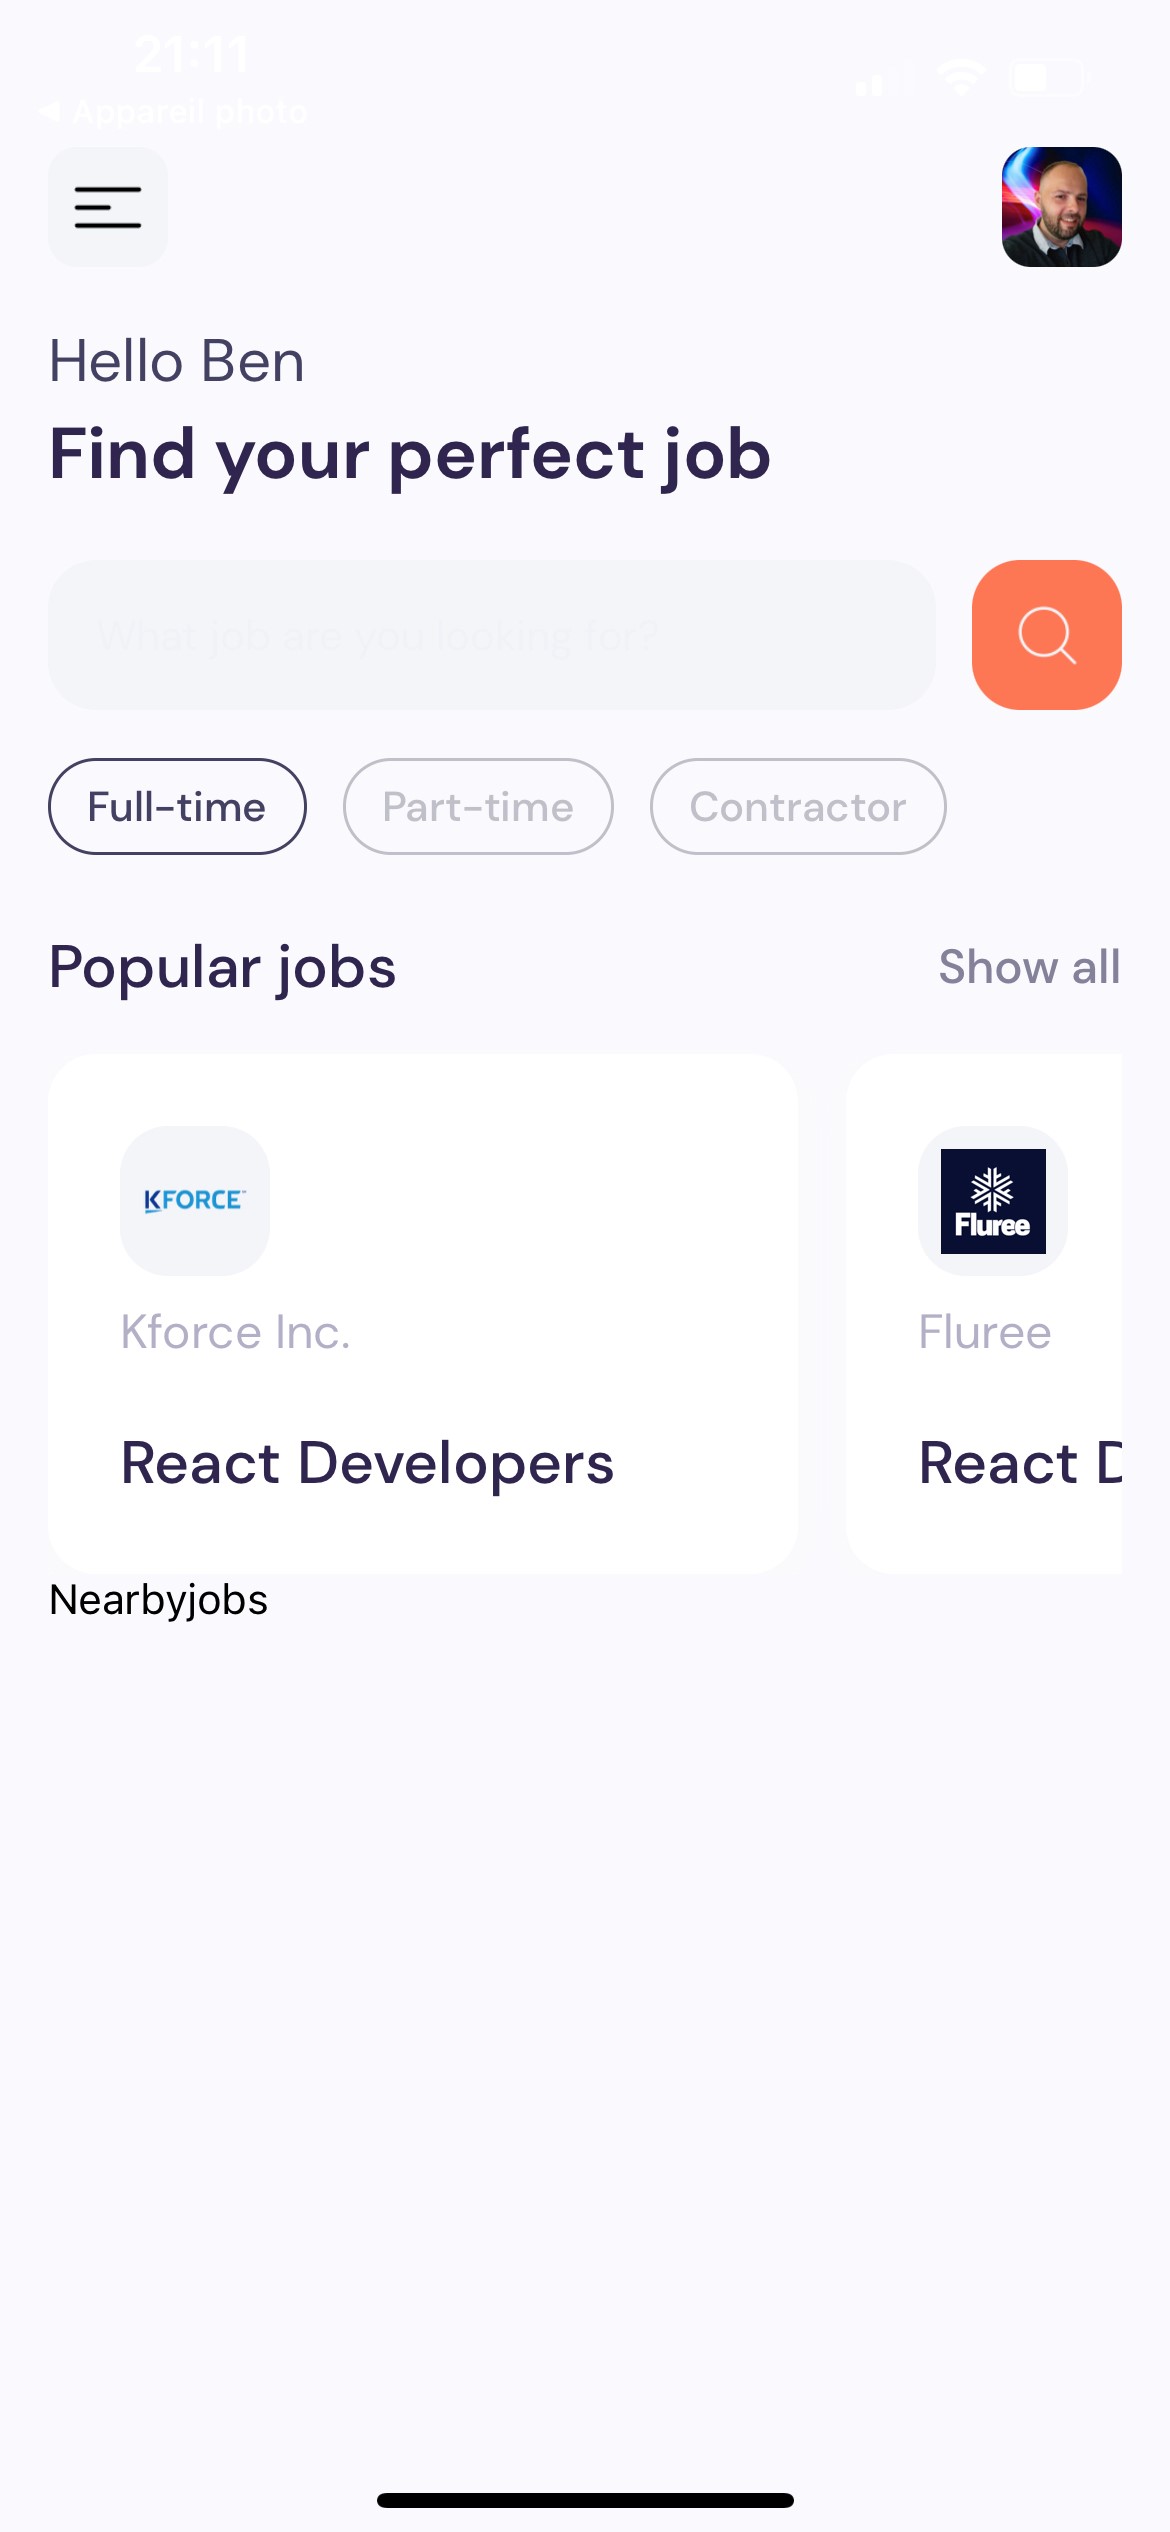 21:11
◀ Appareil photo
Hello Ben
Find your perfect job
What job are you looking for?
Full-time
Part-time
Contractor
Popular jobs
Show all
KFORCE
Fluree
Kforce Inc.
Fluree
React Developers
React D
Nearbyjobs